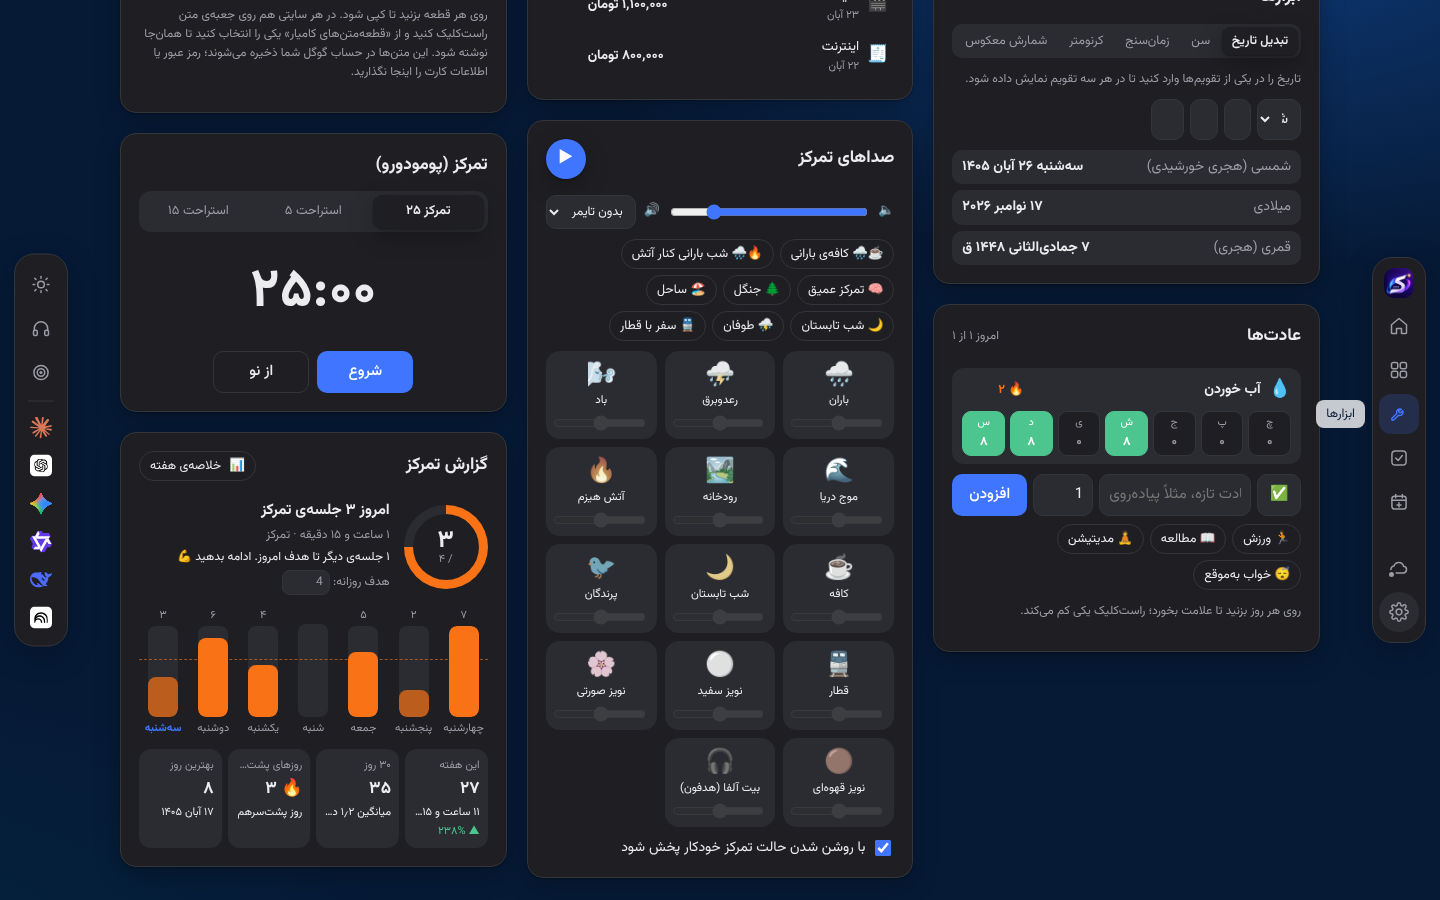 ابزارها
تبدیل تاریخ
سن
زمان‌سنج
کرنومتر
شمارش معکوس
تاریخ را در یکی از تقویم‌ها وارد کنید تا در هر سه تقویم نمایش داده شود.
شمسی (هجری خورشیدی)
سه‌شنبه ۲۶ آبان ۱۴۰۵
میلادی
۱۷ نوامبر ۲۰۲۶
قمری (هجری)
۷ جمادی‌الثانی ۱۴۴۸ ق
عادت‌ها
امروز ۱ از ۱
آب خوردن
۲
چ پ ج ش ی د س
۰ ۰ ۰ ۸ ۰ ۸ ۸
ادت تازه، مثلاً پیاده‌روی
1
افزودن
ورزش
مطالعه
مدیتیشن
خواب به‌موقع
روی هر روز بزنید تا علامت بخورد؛ راست‌کلیک یکی کم می‌کند.
ابزارها
۱٬۱۰۰٬۰۰۰ تومان
۲۳ آبان
اینترنت
۸۰۰٬۰۰۰ تومان
۲۲ آبان
صداهای تمرکز
بدون تایمر
کافه‌ی بارانی
شب بارانی کنار آتش
تمرکز عمیق
جنگل
ساحل
شب تابستان
طوفان
سفر با قطار
باران
رعدوبرق
باد
موج دریا
رودخانه
آتش هیزم
کافه
شب تابستان
پرندگان
قطار
نویز سفید
نویز صورتی
نویز قهوه‌ای
بیت آلفا (هدفون)
با روشن شدن حالت تمرکز خودکار پخش شود
روی هر قطعه بزنید تا کپی شود. در هر سایتی هم روی جعبه‌ی متن
راست‌کلیک کنید و از «قطعه‌متن‌های کامیار» یکی را انتخاب کنید تا همان‌جا
نوشته شود. این متن‌ها در حساب گوگل شما ذخیره می‌شوند؛ رمز عبور یا
اطلاعات کارت را اینجا نگذارید.
تمرکز (پومودورو)
تمرکز ۲۵
استراحت ۵
استراحت ۱۵
۲۵:۰۰
شروع
از نو
گزارش تمرکز
خلاصه‌ی هفته
۳
/ ۴
امروز ۳ جلسه‌ی تمرکز
۱ ساعت و ۱۵ دقیقه · تمرکز
۱ جلسه‌ی دیگر تا هدف امروز. ادامه بدهید
هدف روزانه:
4
۷ ۲ ۵ ۴ ۶ ۳
چهارشنبه پنجشنبه جمعه شنبه یکشنبه دوشنبه سه‌شنبه
این هفته
۲۷
۱۱ ساعت و ۱۵...
▲ ۲۳۸%
۳۰ روز
۳۵
میانگین ۱٫۲ د...
روزهای پشت...
۳
روز پشت‌سرهم
بهترین روز
۸
۱۷ آبان ۱۴۰۵